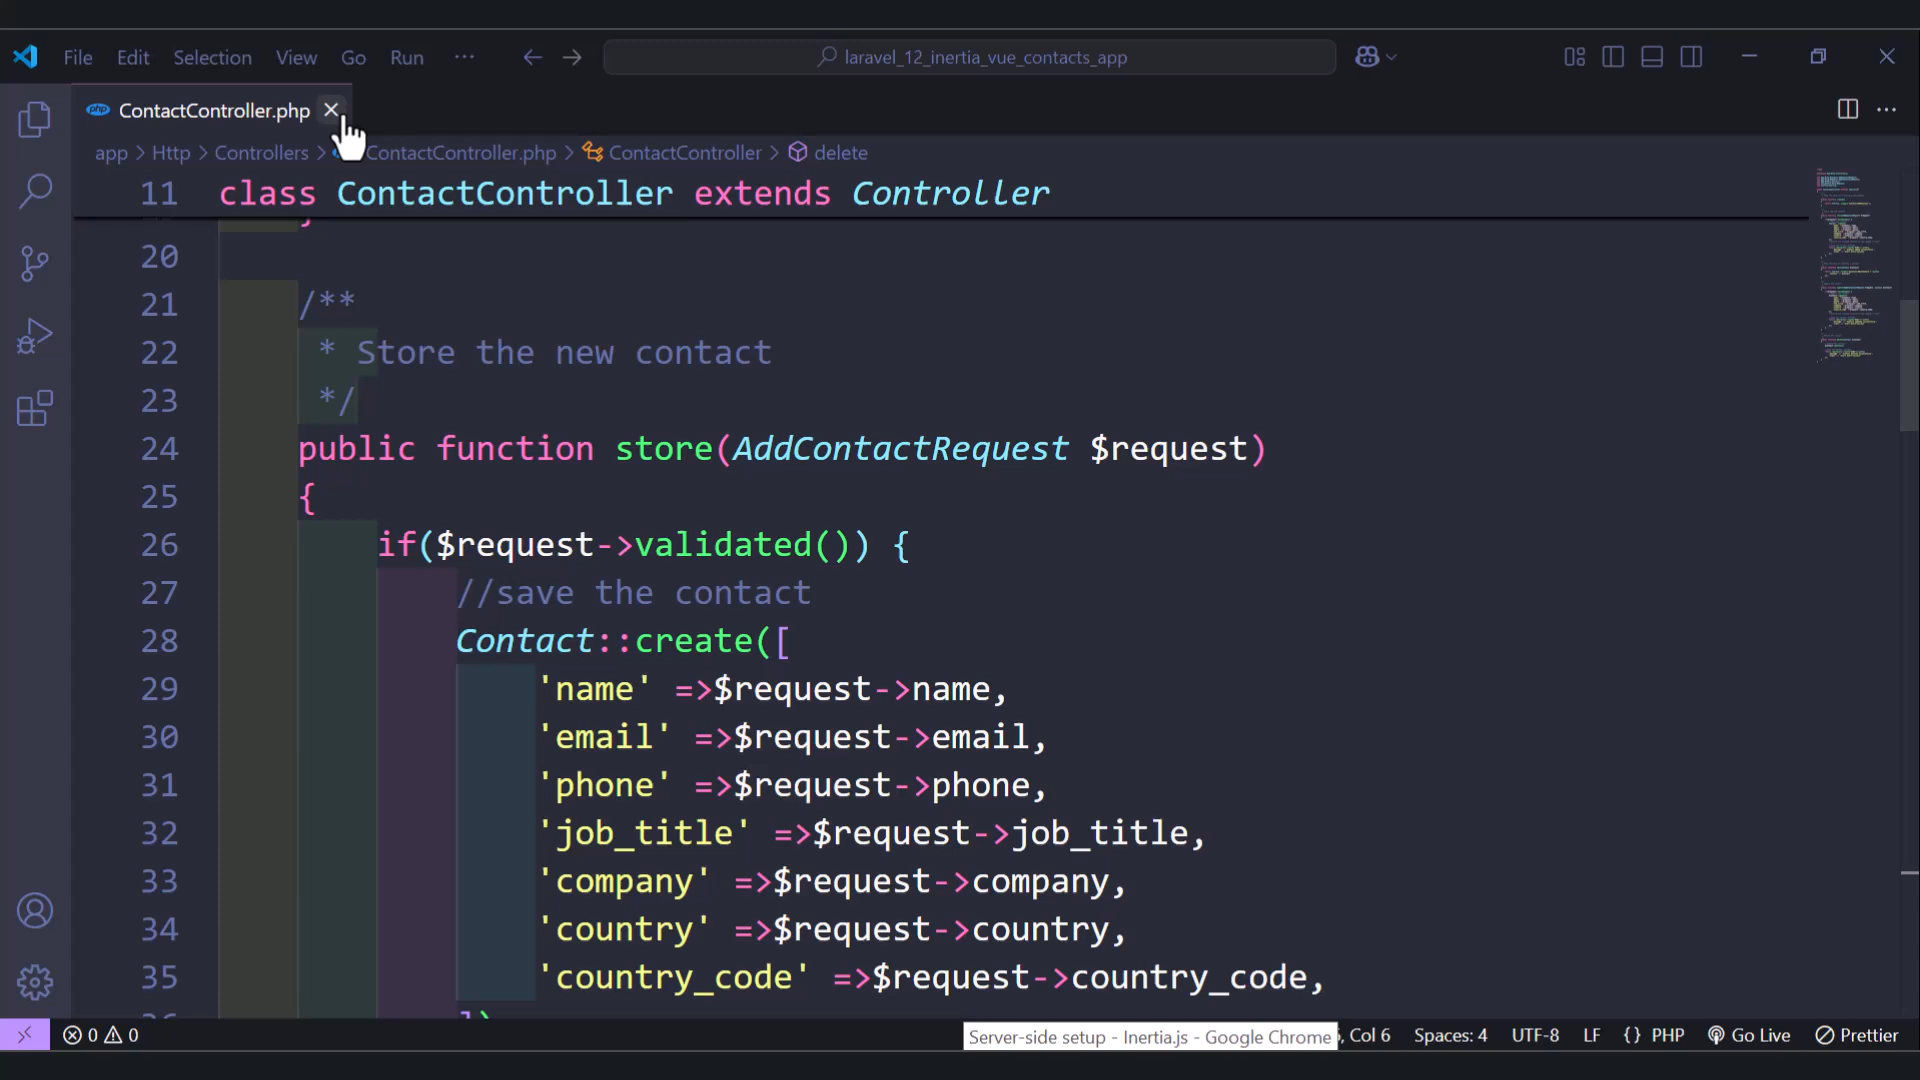 File Edit Selection View Go Run ··· laravel_12_inertia_vue_contacts_app
php ContactController.php
app > Http > Controllers > ContactController.php > ContactController > delete
11 class ContactController extends Controller
20
21 /**
22 * Store the new contact
23 */
24 public function store(AddContactRequest $request)
25 {
26 if($request->validated()) {
27 //save the contact
28 Contact::create([
29 'name' =>$request->name,
30 'email' =>$request->email,
31 'phone' =>$request->phone,
32 'job_title' =>$request->job_title,
33 'company' =>$request->company,
34 'country' =>$request->country,
35 'country_code' =>$request->country_code,
0 0 Server-side setup - Inertia.js - Google Chrome , Col 6 Spaces: 4 UTF-8 LF {} PHP Go Live Prettier